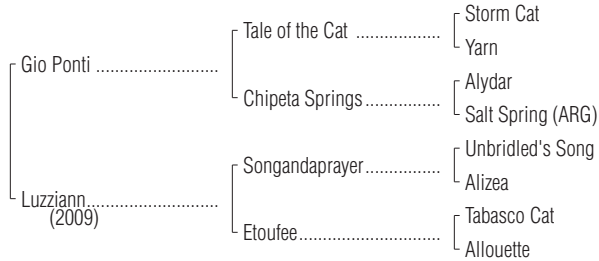 Storm Cat
Tale of the Cat ..................
Yarn
Gio Ponti ..........................
Alydar
Chipeta Springs................
Salt Spring (ARG)
Unbridled's Song
Songandaprayer................
Alizea
Luzziann............................
(2009)
Tabasco Cat
Etoufee..............................
Allouette